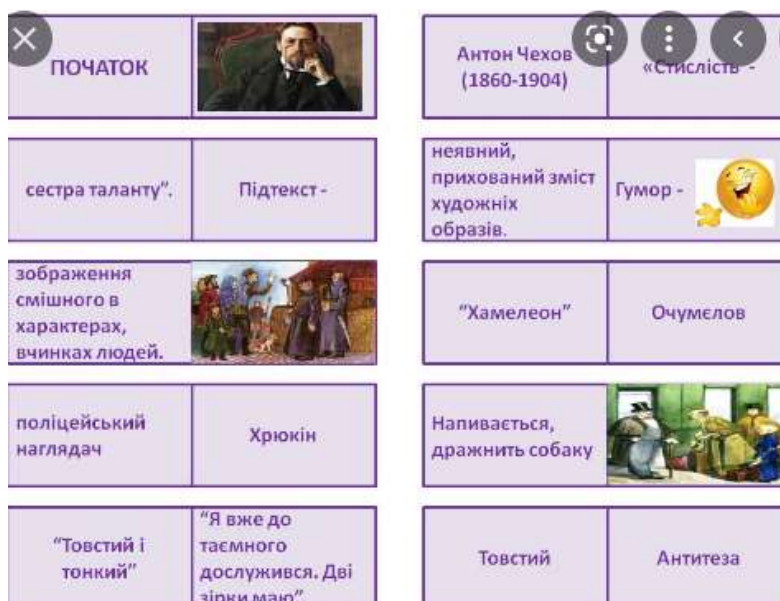 ПОЧАТОК
Антон Чехов
(1860-1904)
«Стислість -
сестра таланту”.
Підтекст -
неявний,
прихований зміст
художніх
образів.
Гумор -
зображення
смішного в
характерах,
вчинках людей.
“Хамелеон”
Очумєлов
поліцейський
наглядач
Хрюкін
Напивається,
дражнить собаку
“Товстий і
тонкий”
“Я вже до
таємного
дослужився. Дві
зірки маю”
Товстий
Антитеза